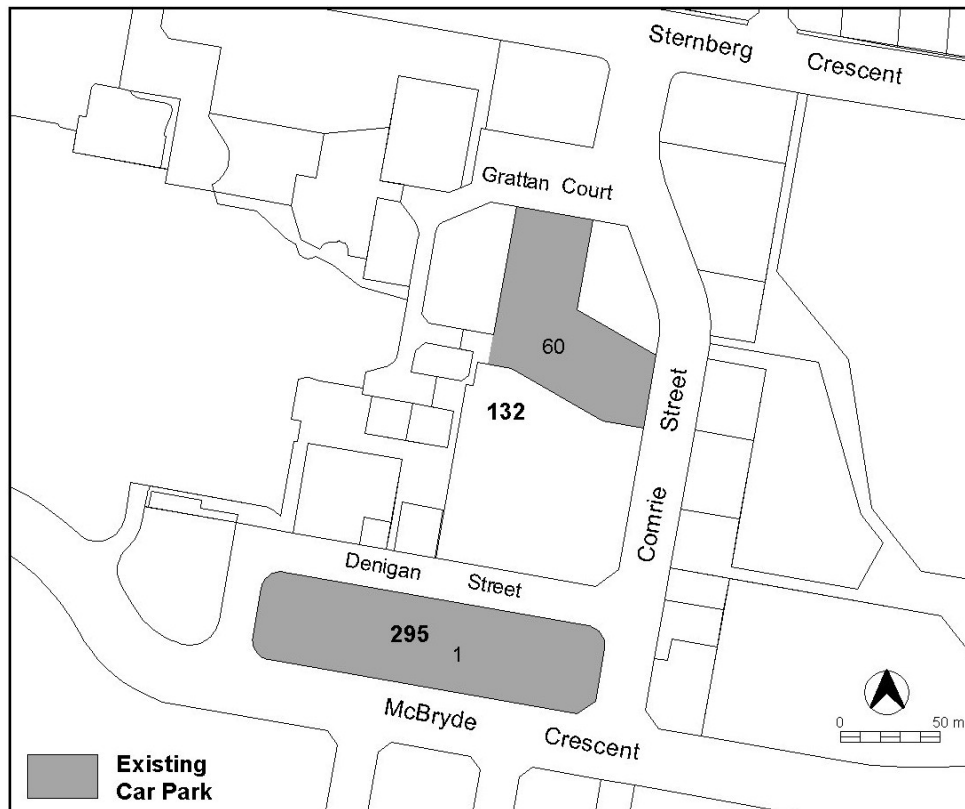 Sternberg
Crescent
Grattan Court
60
132
Street
Comrie
Denigan
Street
295
1
McBryde
Crescent
0 50 m
Existing
Car Park